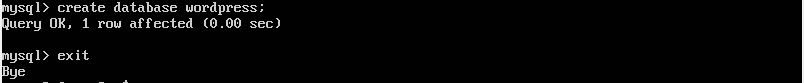 mysql> create database wordpress;
Query OK, 1 row affected (0.00 sec)
mysql> exit
Bye